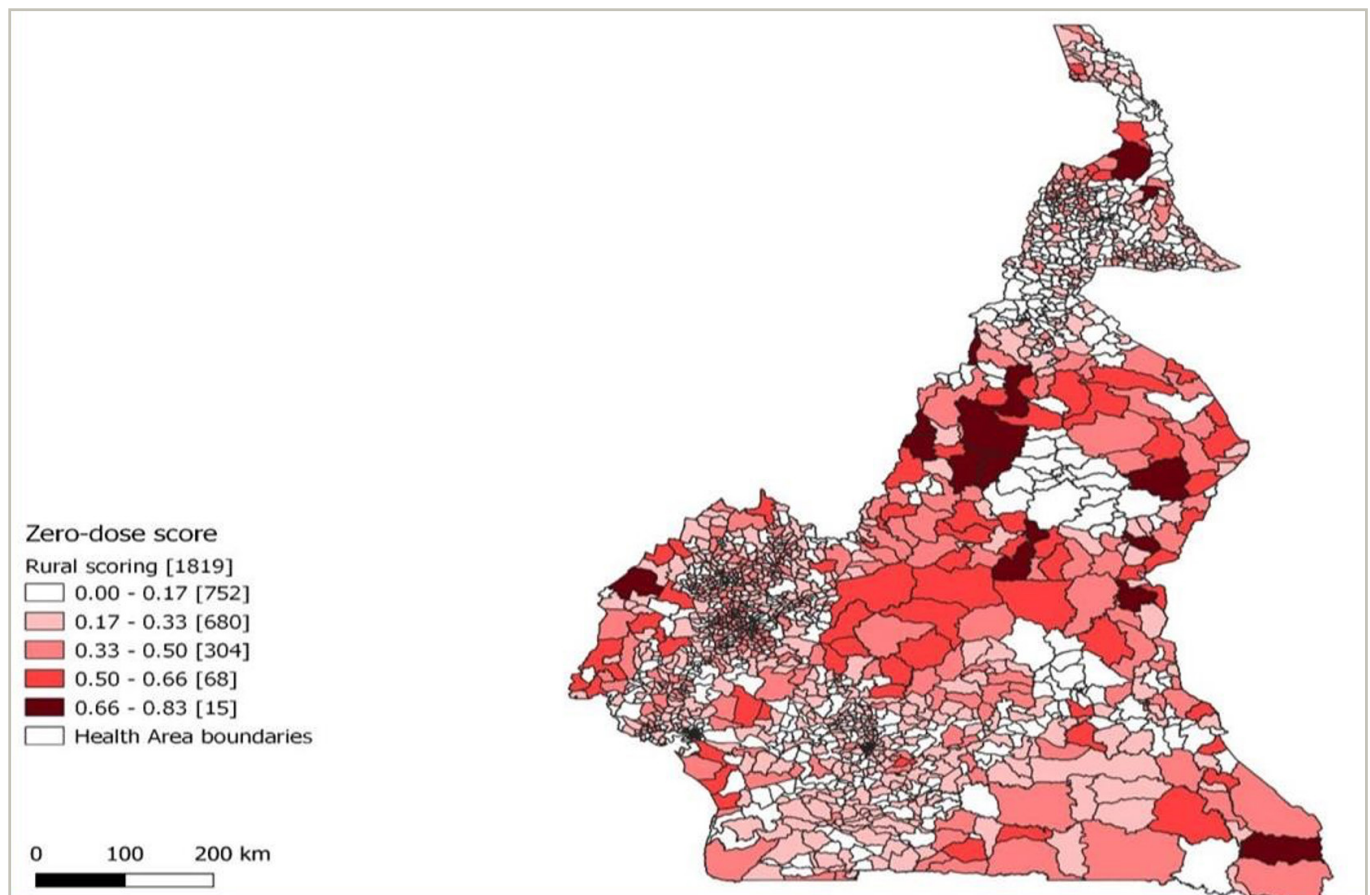 Zero-dose score
Rural scoring [1819]
0.00 - 0.17 [752]
0.17 - 0.33 [680]
0.33 - 0.50 [304]
0.50 - 0.66 [68]
0.66 - 0.83 [15]
Health Area boundaries
0 100 200 km